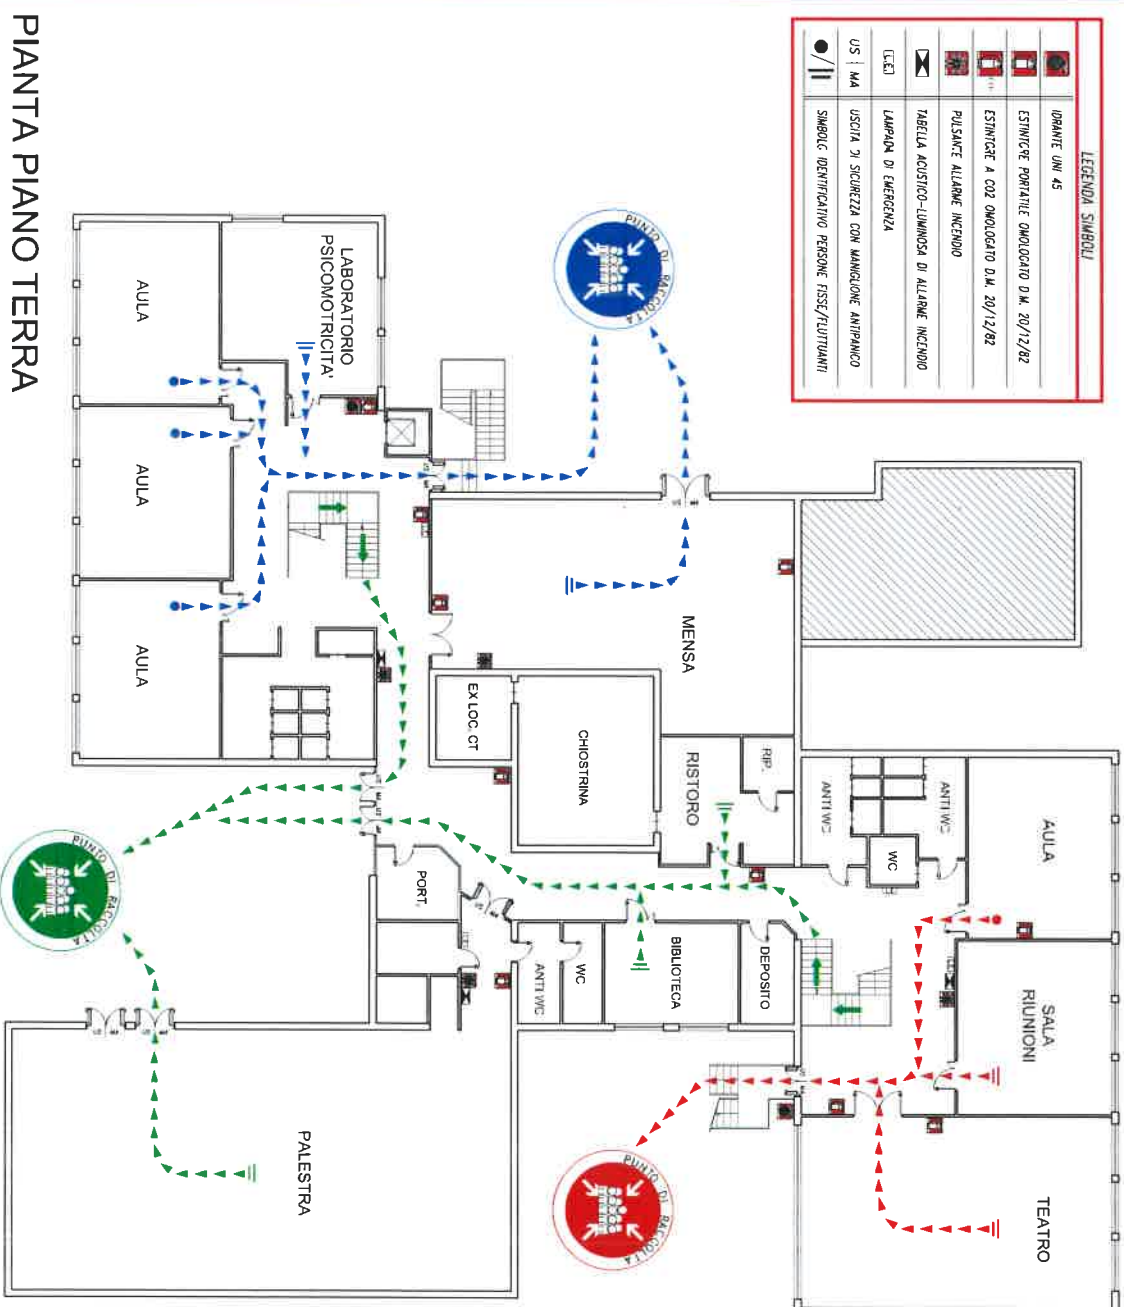 LEGENDA SIMBOLI
IDRANTE UNI 45
ESTINTORE PORTATILE OMOLOGATO D.M. 20/12/82
ESTINTORE A CO2 OMOLOGATO D.M. 20/12/82
PULSANTE ALLARME INCENDIO
TABELLA ACUSTICO-LUMINOSA DI ALLARME INCENDIO
(L.E.)
LAMPADA DI EMERGENZA
US MA
USCITA DI SICUREZZA CON MANIGLIONE ANTIPANICO
SIMBOLO IDENTIFICATIVO PERSONE FISSE/FLUTTUANTI
AULA
SALA
RIUNIONI
TEATRO
ANTI WC
ANTI WC
WC
RIP.
RISTORO
DEPOSITO
MENSA
BIBLIOTECA
PUNTO DI RACCOLTA
PUNTO DI RACCOLTA
CHIOSTRINA
WC
ANTI WC
EX LOC. CT
PORT.
LABORATORIO
PSICOMOTRICITA'
PALESTRA
AULA
AULA
AULA
PUNTO DI RACCOLTA
PIANTA PIANO TERRA